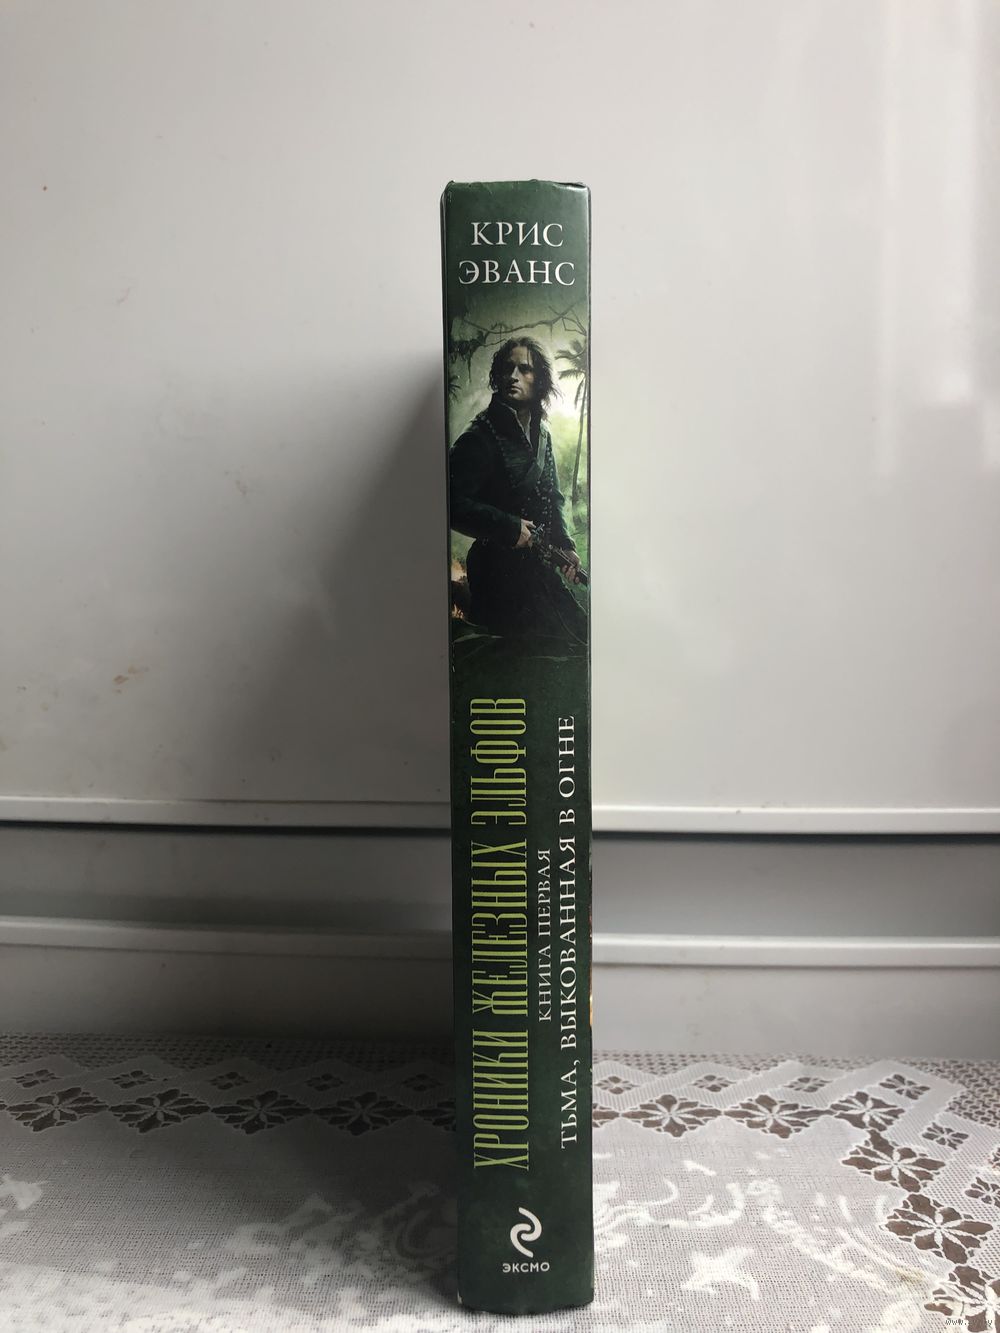 КРИС
ЭВАНС
ХРОНИКИ ЖЕЛЕЗНЫХ ЭЛЬФОВ
КНИГА ПЕРВАЯ
ТЬМА, ВЫКОВАННАЯ В ОГНЕ
ЭКСМО